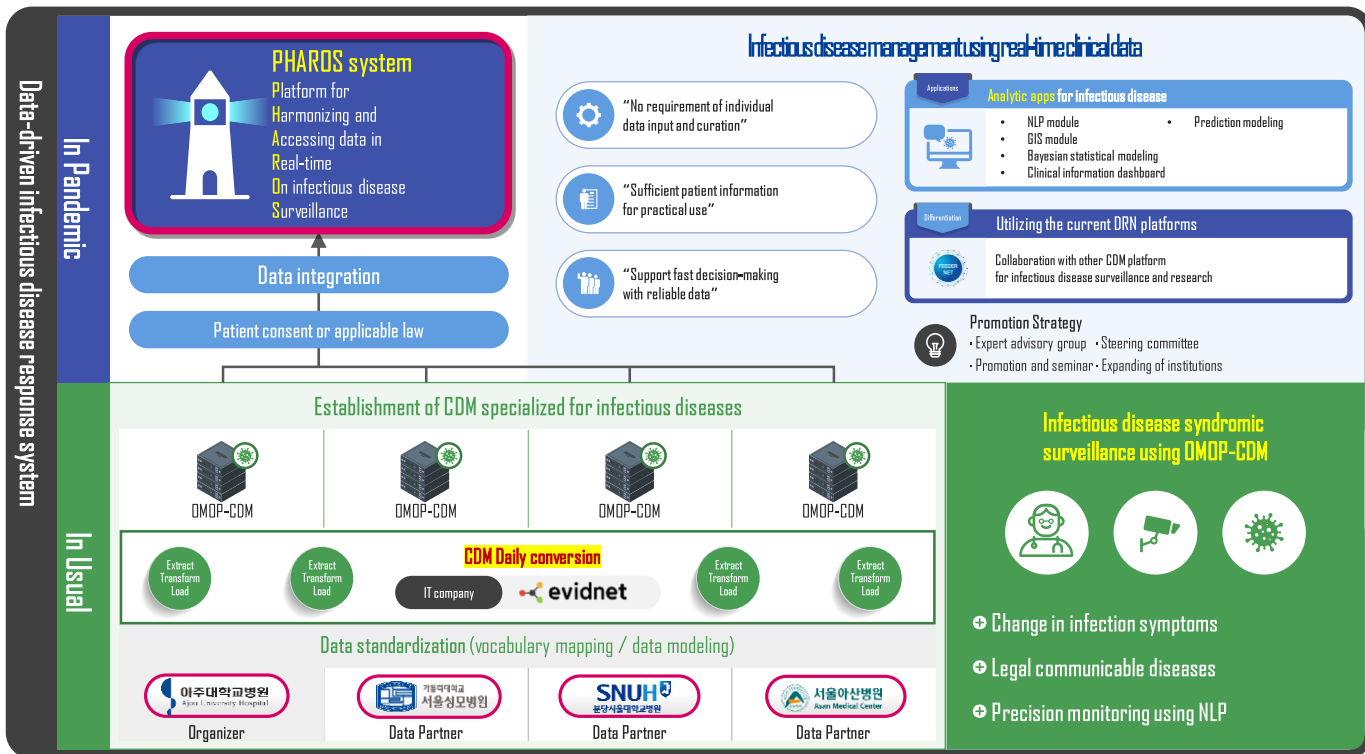 Data-driven infectious disease response system
In Pandemic
PHAROS system
Platform for
Harmonizing and
Accessing data in
Real-time
On infectious disease
Surveillance
Data integration
Patient consent or applicable law
Infectious disease management using real-time clinical data
“No requirement of individual
data input and curation”
“Sufficient patient information
for practical use”
“Support fast decision-making
with reliable data”
Applications
Analytic apps for infectious disease
• NLP module
• Prediction modeling
• GIS module
• Bayesian statistical modeling
• Clinical information dashboard
Differentiation
Utilizing the current DRN platforms
FEEDER
NET
Collaboration with other CDM platform
for infectious disease surveillance and research
Promotion Strategy
· Expert advisory group · Steering committee
· Promotion and seminar · Expanding of institutions
In Usual
Establishment of CDM specialized for infectious diseases
OMOP-CDM
OMOP-CDM
OMOP-CDM
OMOP-CDM
CDM Daily conversion
Extract
Transform
Load
Extract
Transform
Load
IT company
evidnet
Extract
Transform
Load
Extract
Transform
Load
Data standardization (vocabulary mapping / data modeling)
아주대학교병원
Ajou University Hospital
Organizer
가톨릭대학교
서울성모병원
Data Partner
SNUH
분당서울대학교병원
Data Partner
서울아산병원
Asan Medical Center
Data Partner
Infectious disease syndromic
surveillance using OMOP-CDM
Change in infection symptoms
Legal communicable diseases
Precision monitoring using NLP